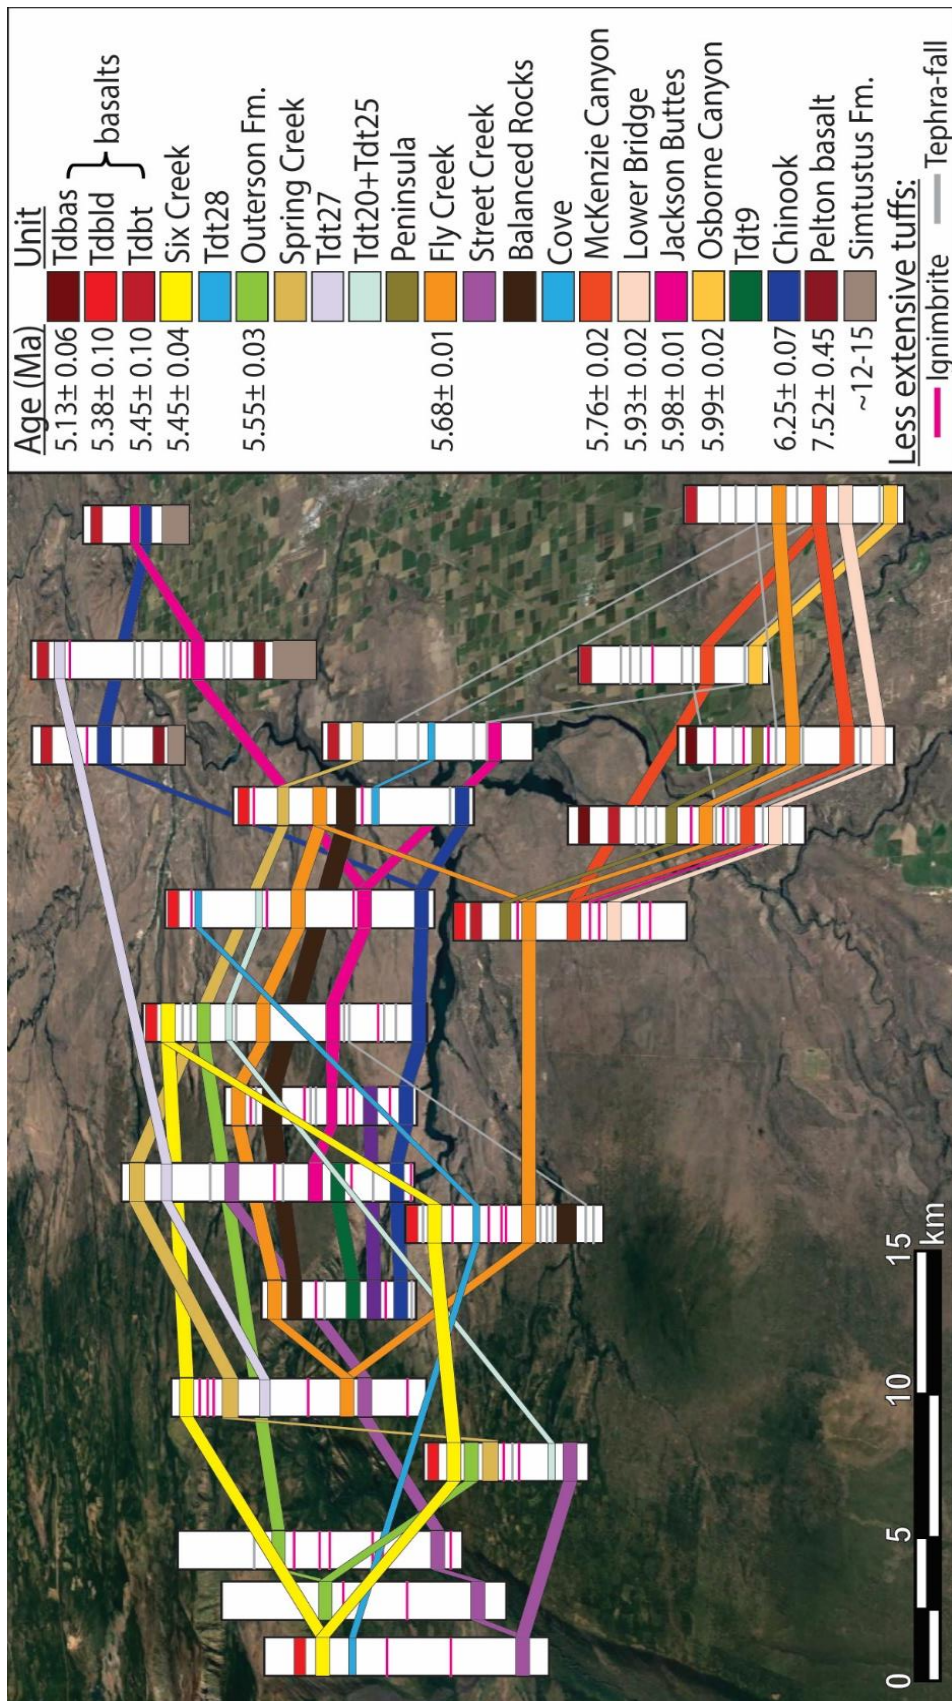 Age (Ma) Unit
5.13± 0.06 Tdbas
5.38± 0.10 Tdbld
5.45± 0.10 Tdbt
basalts
5.45± 0.04 Six Creek
Tdt28
5.55± 0.03 Outerson Fm.
Spring Creek
Tdt27
Tdt20+Tdt25
Peninsula
5.68± 0.01 Fly Creek
Street Creek
Balanced Rocks
Cove
5.76± 0.02 McKenzie Canyon
5.93± 0.02 Lower Bridge
5.98± 0.01 Jackson Buttes
5.99± 0.02 Osborne Canyon
Tdt9
6.25± 0.07 Chinook
7.52± 0.45 Pelton basalt
~12-15 Simtustus Fm.
Less extensive tuffs:
Ignimbrite Tephra-fall
0 5 10 15
km